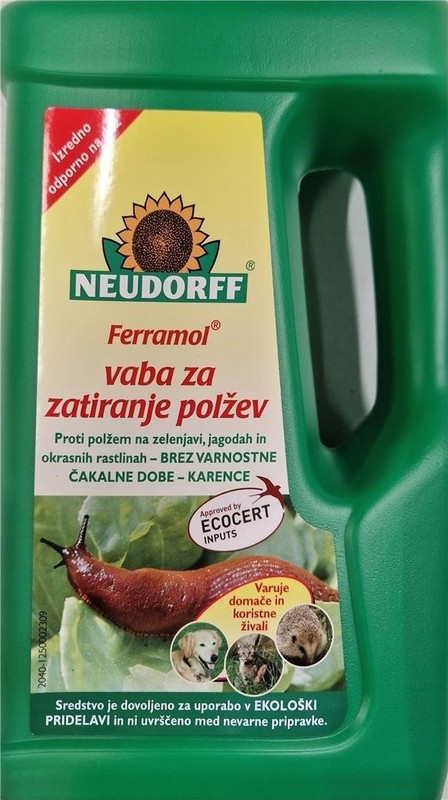 Izredno
odporno na
NEUDORFF®
Ferramol®
vaba za
zatiranje polžev
Proti polžem na zelenjavi, jagodah in
okrasnih rastlinah – BREZ VARNOSTNE
ČAKALNE DOBE – KARENCE
Approved by
ECOCERT
INPUTS
Varuje
domače in
koristne
živali
2040-1250002309
Sredstvo je dovoljeno za uporabo v EKOLOŠKI
PRIDELAVI in ni uvrščeno med nevarne pripravke.